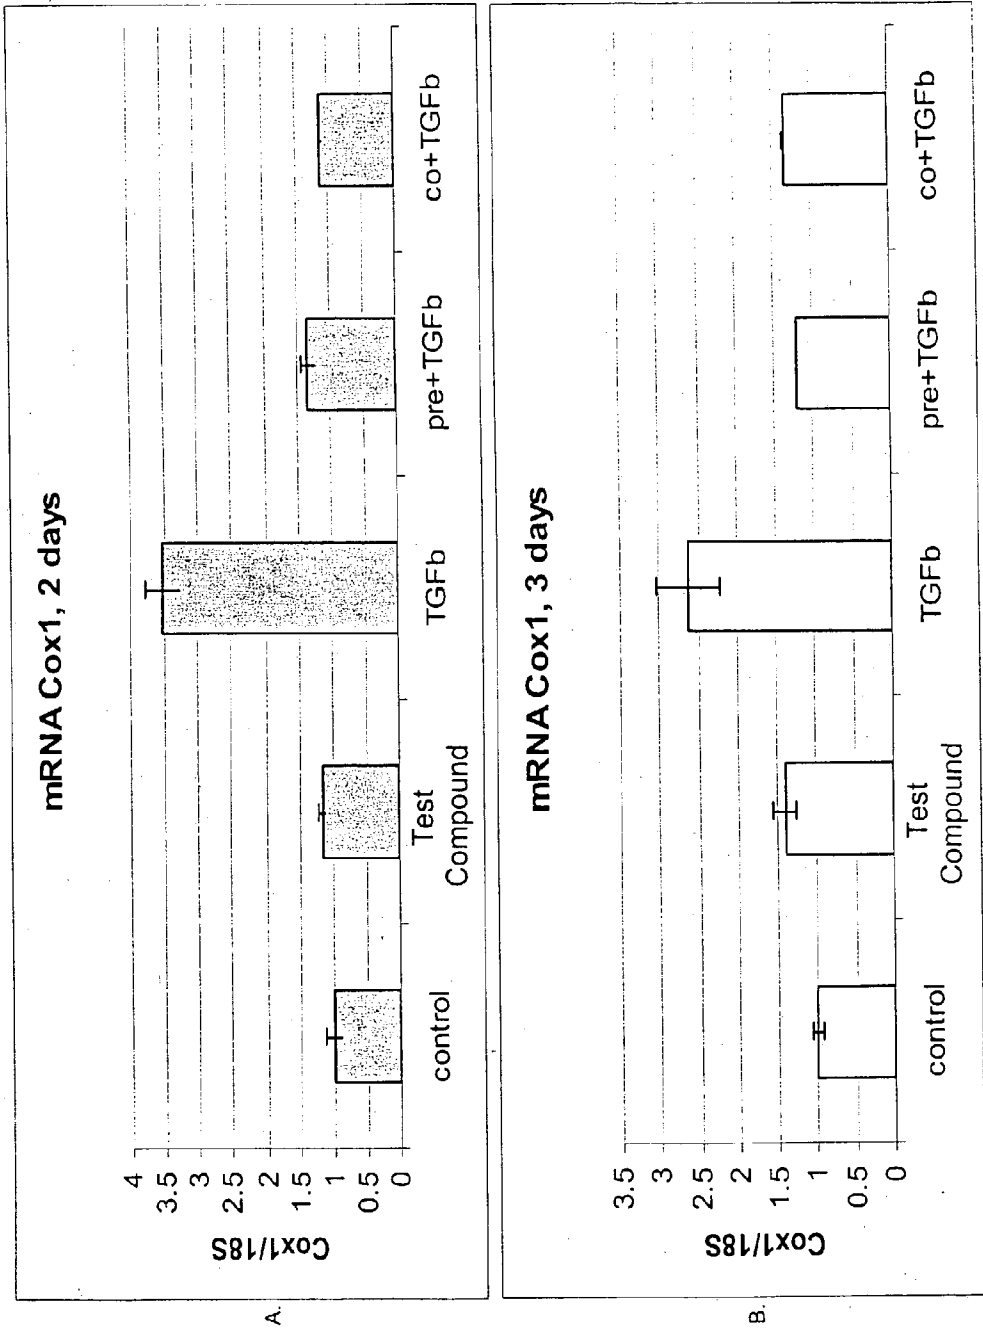 A.
mRNA Cox1, 2 days
Cox1/18S
4
3.5
3
2.5
2
1.5
1
0.5
0
control
Test
Compound
TGFb
pre+TGFb
co+TGFb
B.
mRNA Cox1, 3 days
Cox1/18S
3.5
3
2.5
2
1.5
1
0.5
0
control
Test
Compound
TGFb
pre+TGFb
co+TGFb